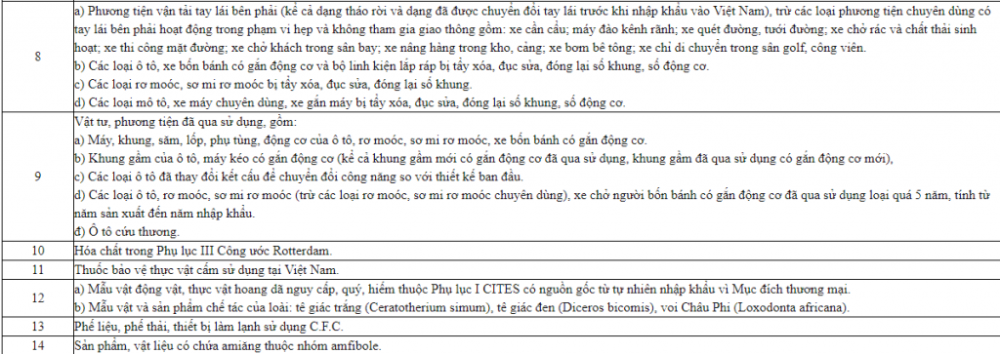 a) Phương tiện vận tải tay lái bên phải (kể cả dạng tháo rời và dạng đã được chuyển đổi tay lái trước khi nhập khẩu vào Việt Nam), trừ các loại phương tiện chuyên dùng có
tay lái bên phải hoạt động trong phạm vi hẹp và không tham gia giao thông gồm: xe cần cẩu; máy đào kênh rãnh; xe quét đường, tưới đường; xe chở rác và chất thải sinh
hoạt; xe thi công mặt đường; xe chở khách trong sân bay; xe nâng hàng trong kho, cảng; xe bơm bê tông; xe chỉ di chuyển trong sân golf, công viên.
8
b) Các loại ô tô, xe bốn bánh có gắn động cơ và bộ linh kiện lắp ráp bị tẩy xóa, đục sửa, đóng lại số khung, số động cơ.
c) Các loại rơ moóc, sơ mi rơ moóc bị tẩy xóa, đục sửa, đóng lại số khung.
d) Các loại mô tô, xe máy chuyên dùng, xe gắn máy bị tẩy xóa, đục sửa, đóng lại số khung, số động cơ.
Vật tư, phương tiện đã qua sử dụng, gồm:
a) Máy, khung, săm, lốp, phụ tùng, động cơ của ô tô, rơ moóc, sơ mi rơ moóc, xe bốn bánh có gắn động cơ.
b) Khung gầm của ô tô, máy kéo có gắn động cơ (kể cả khung gầm mới có gắn động cơ đã qua sử dụng, khung gầm đã qua sử dụng có gắn động cơ mới),
9
c) Các loại ô tô đã thay đổi kết cấu để chuyển đổi công năng so với thiết kế ban đầu.
d) Các loại ô tô, rơ moóc, sơ mi rơ moóc (trừ các loại rơ moóc, sơ mi rơ moóc chuyên dùng), xe chở người bốn bánh có gắn động cơ đã qua sử dụng loại quá 5 năm, tính từ
năm sản xuất đến năm nhập khẩu.
đ) Ô tô cứu thương.
10 Hóa chất trong Phụ lục III Công ước Rotterdam.
11 Thuốc bảo vệ thực vật cấm sử dụng tại Việt Nam.
12
a) Mẫu vật động vật, thực vật hoang dã nguy cấp, quý, hiếm thuộc Phụ lục I CITES có nguồn gốc từ tự nhiên nhập khẩu vì Mục đích thương mại.
b) Mẫu vật và sản phẩm chế tác của loài: tê giác trắng (Ceratotherium simum), tê giác đen (Diceros bicomis), voi Châu Phi (Loxodonta africana).
13 Phế liệu, phế thải, thiết bị làm lạnh sử dụng C.F.C.
14 Sản phẩm, vật liệu có chứa amiăng thuộc nhóm amfibole.